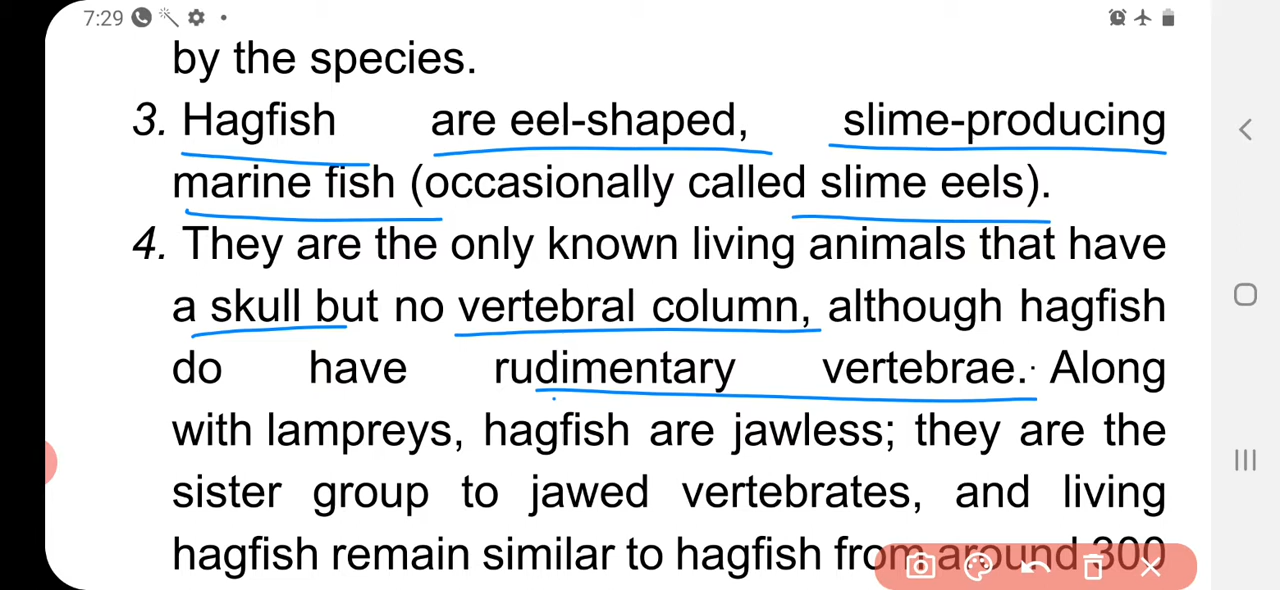 7:29
by the species.
3. Hagfish are eel-shaped, slime-producing
marine fish (occasionally called slime eels).
4. They are the only known living animals that have
a skull but no vertebral column, although hagfish
do have rudimentary vertebrae. Along
with lampreys, hagfish are jawless; they are the
sister group to jawed vertebrates, and living
hagfish remain similar to hagfish from around 300